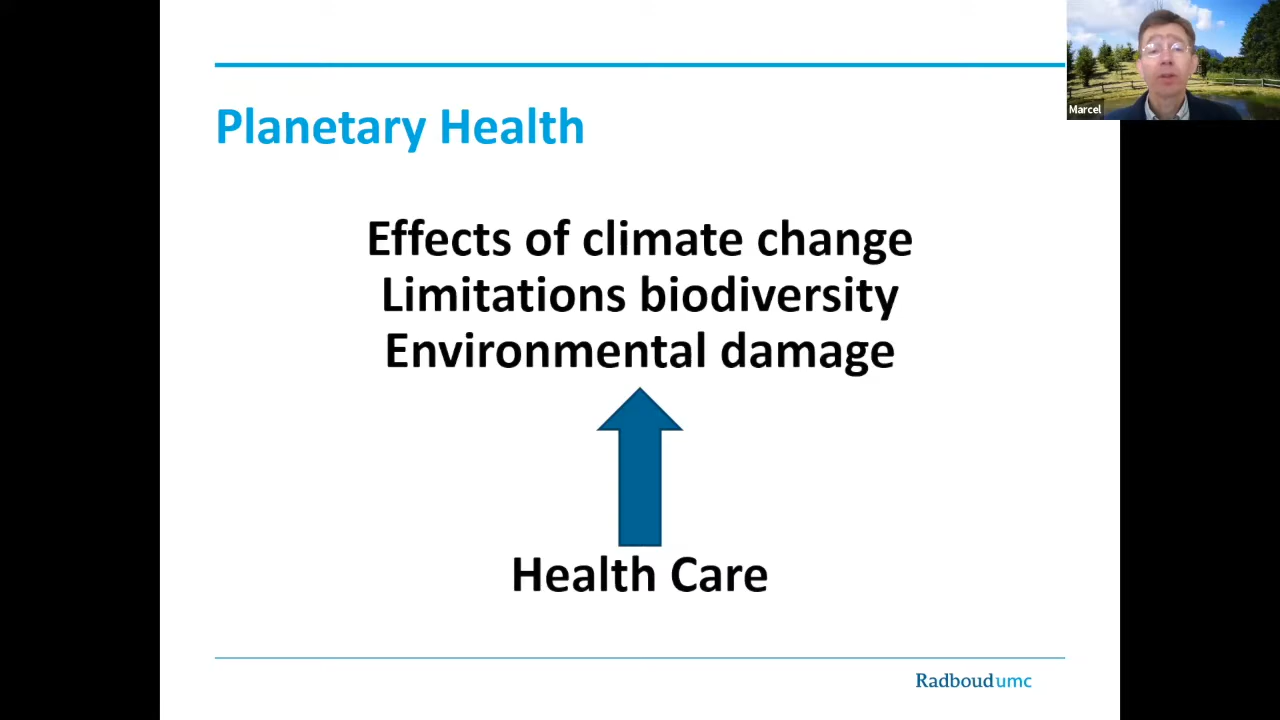 Planetary Health
Effects of climate change
Limitations biodiversity
Environmental damage
Health Care
Radboudumc
Marcel